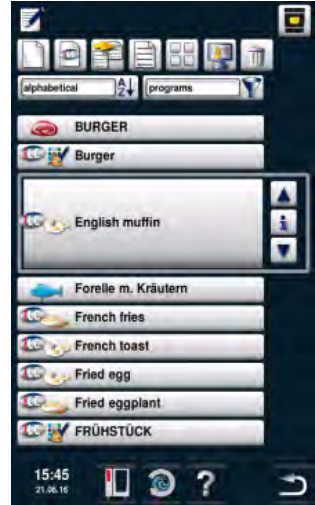 alphabetical A Z programs
BURGER
Burger
English muffin
i
Forelle m. Kräutern
French fries
French toast
Fried egg
Fried eggplant
FRÜHSTÜCK
15:45
21.06.16
?